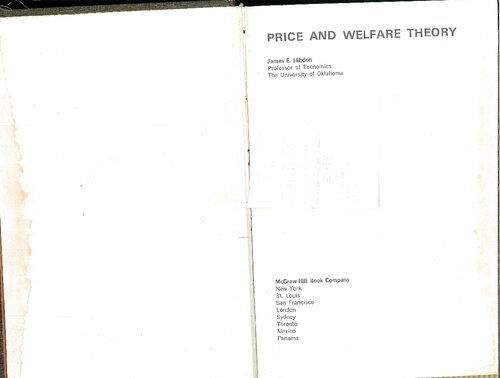 PRICE AND WELFARE THEORY
James E. Hibdon
Professor of Economics
The University of Oklahoma
McGraw-Hill Book Company
New York
St. Louis
San Francisco
London
Sydney
Toronto
Mexico
Panama